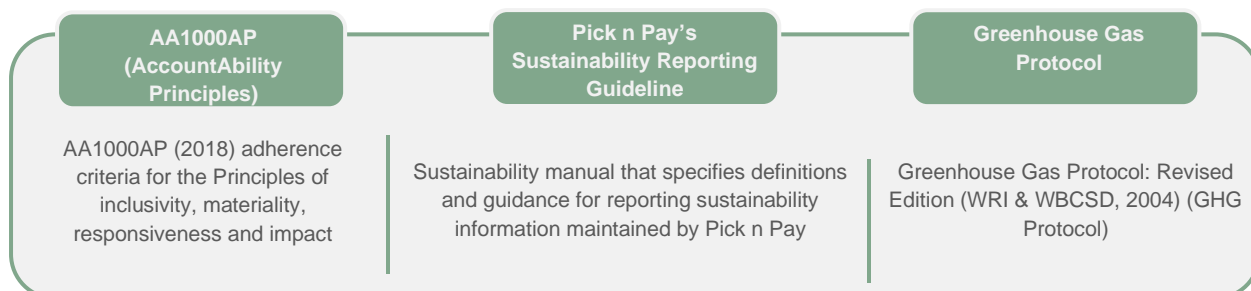 AA1000AP
(AccountAbility
Principles)
AA1000AP (2018) adherence
criteria for the Principles of
inclusivity, materiality,
responsiveness and impact
Pick n Pay’s
Sustainability Reporting
Guideline
Sustainability manual that specifies definitions
and guidance for reporting sustainability
information maintained by Pick n Pay
Greenhouse Gas
Protocol
Greenhouse Gas Protocol: Revised
Edition (WRI & WBCSD, 2004) (GHG
Protocol)